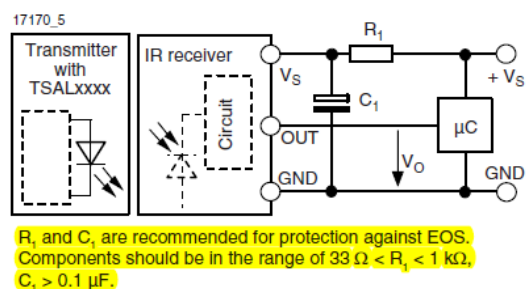 17170_5
Transmitter
with
TSALxxxx
IR receiver
Circuit
VS
OUT
GND
R1
C1
VO
µC
+ VS
GND
R1 and C1 are recommended for protection against EOS.
Components should be in the range of 33 Ω < R1 < 1 kΩ,
C1 > 0.1 µF.